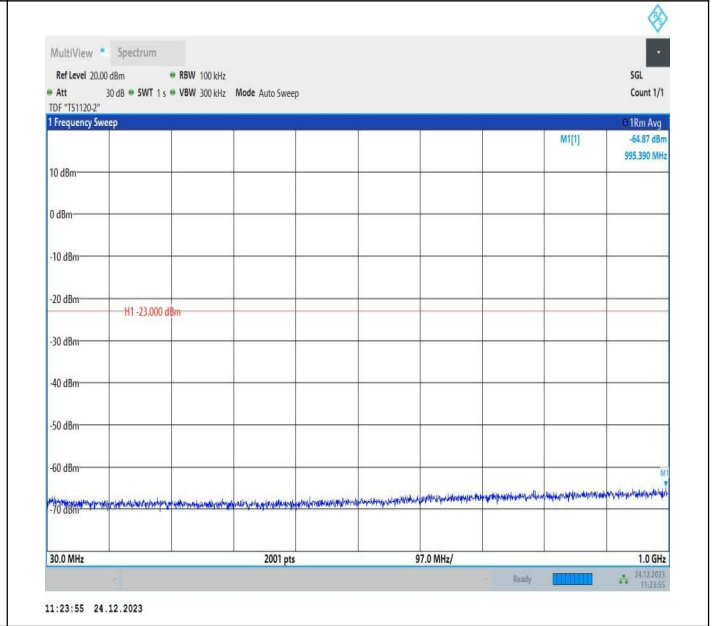 MultiView Spectrum
Ref Level 20.00 dBm RBW 100 kHz SGL
Att 30 dB SWT 1 s VBW 300 kHz Mode Auto Sweep Count 1/1
TDF "TS1120-2"
1 Frequency Sweep 1Rm Avg
M1[1] -64.87 dBm
995.390 MHz
10 dBm
0 dBm
-10 dBm
-20 dBm
H1 -23.000 dBm
-30 dBm
-40 dBm
-50 dBm
-60 dBm
M1
-70 dBm
30.0 MHz 2001 pts 97.0 MHz/ 1.0 GHz
Ready 24.12.2023
11:23:55
11:23:55 24.12.2023